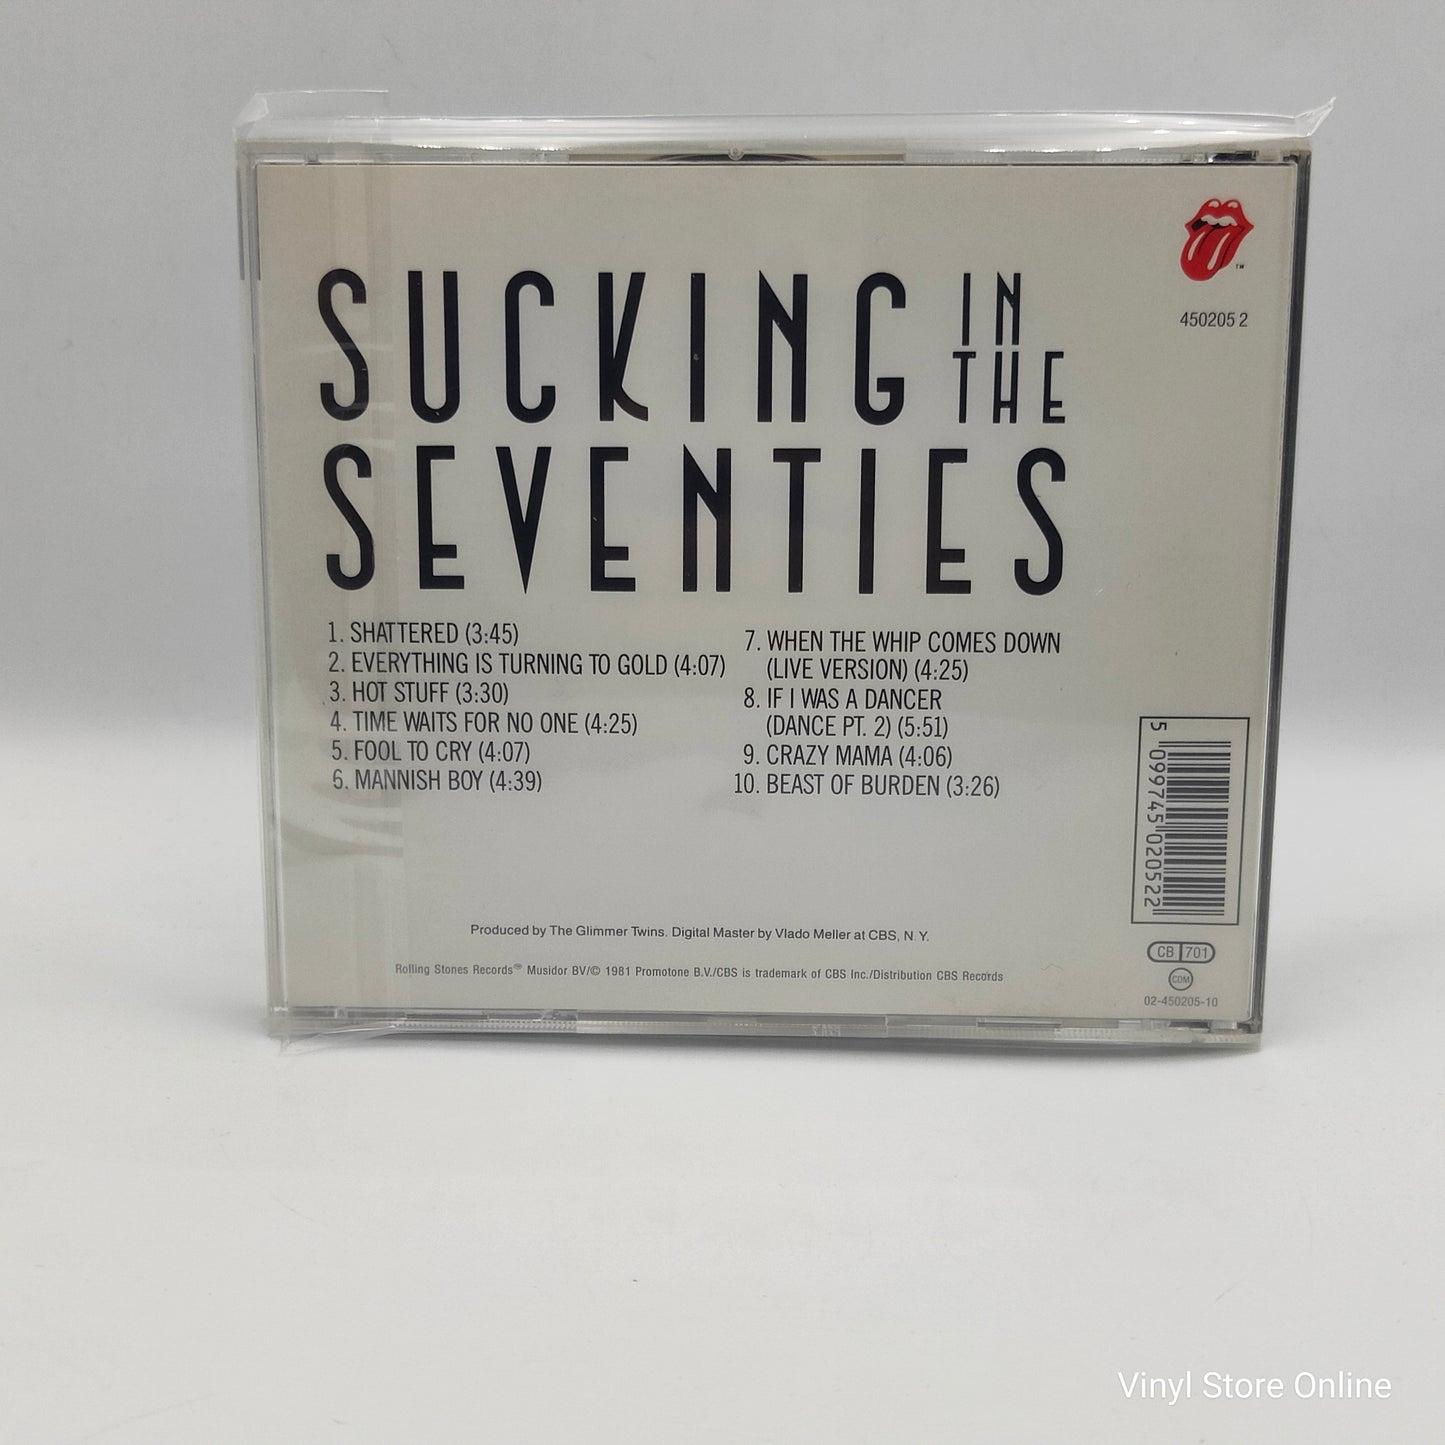 TM
450205 2
SUCKING IN THE
SEVENTIES
1. SHATTERED (3:45)
2. EVERYTHING IS TURNING TO GOLD (4:07)
3. HOT STUFF (3:30)
4. TIME WAITS FOR NO ONE (4:25)
5. FOOL TO CRY (4:07)
6. MANNISH BOY (4:39)
7. WHEN THE WHIP COMES DOWN
(LIVE VERSION) (4:25)
8. IF I WAS A DANCER
(DANCE PT. 2) (5:51)
9. CRAZY MAMA (4:06)
10. BEAST OF BURDEN (3:26)
5 099745 020522
Produced by The Glimmer Twins. Digital Master by Vlado Meller at CBS, N.Y.
Rolling Stones Records™ Musidor BV/© 1981 Promotone B.V./CBS is trademark of CBS Inc./Distribution CBS Records
CB 701
CDM
02-450205-10
Vinyl Store Online